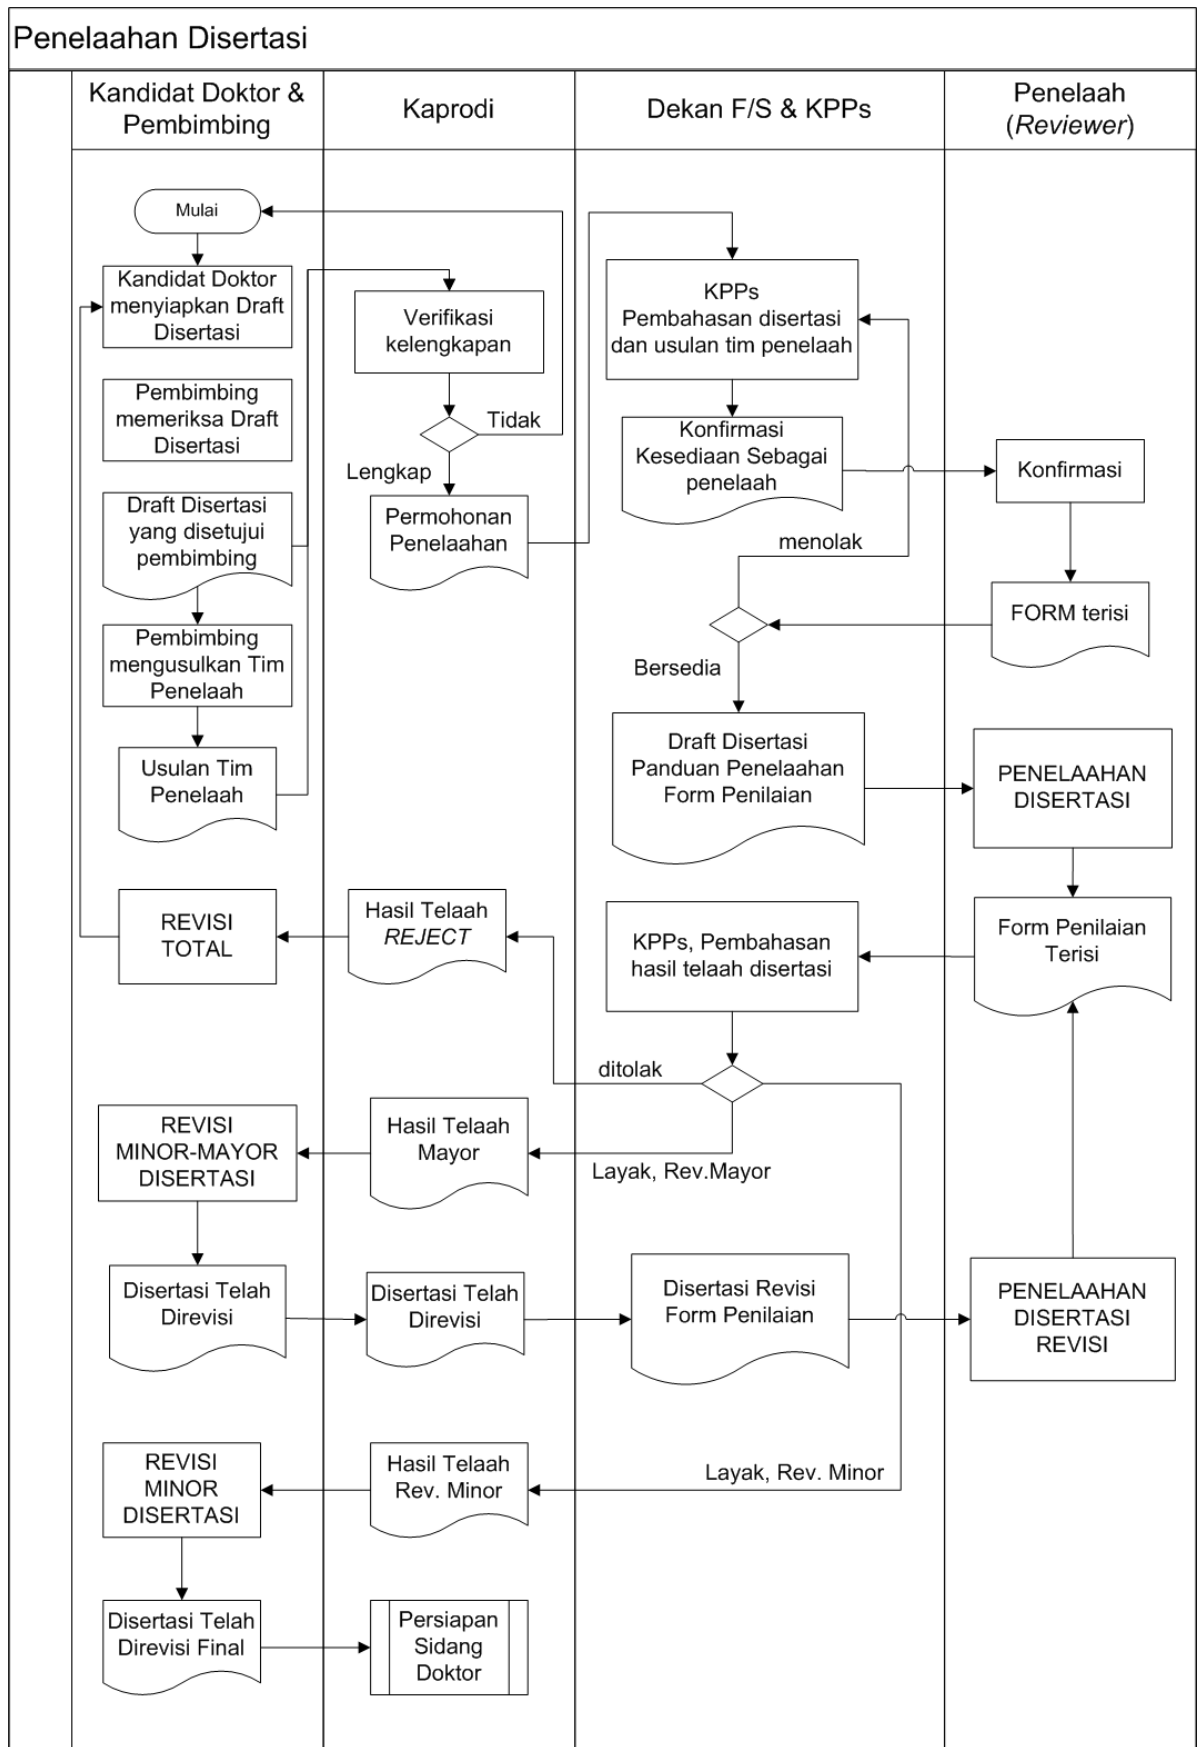 Penelaahan Disertasi
Kandidat Doktor &
Pembimbing
Kaprodi
Dekan F/S & KPPs
Penelaah
(Reviewer)
Mulai
Kandidat Doktor
menyiapkan Draft
Disertasi
Pembimbing
memeriksa Draft
Disertasi
Draft Disertasi
yang disetujui
pembimbing
Pembimbing
mengusulkan Tim
Penelaah
Usulan Tim
Penelaah
Verifikasi
kelengkapan
Tidak
Lengkap
Permohonan
Penelaahan
KPPs
Pembahasan disertasi
dan usulan tim penelaah
Konfirmasi
Kesediaan Sebagai
penelaah
Konfirmasi
menolak
FORM terisi
Bersedia
Draft Disertasi
Panduan Penelaahan
Form Penilaian
PENELAAHAN
DISERTASI
Form Penilaian
Terisi
KPPs, Pembahasan
hasil telaah disertasi
Hasil Telaah
REJECT
REVISI
TOTAL
ditolak
Layak, Rev.Mayor
Hasil Telaah
Mayor
REVISI
MINOR-MAYOR
DISERTASI
Disertasi Telah
Direvisi
Disertasi Telah
Direvisi
Disertasi Revisi
Form Penilaian
PENELAAHAN
DISERTASI
REVISI
Layak, Rev. Minor
Hasil Telaah
Rev. Minor
REVISI
MINOR
DISERTASI
Disertasi Telah
Direvisi Final
Persiapan
Sidang
Doktor